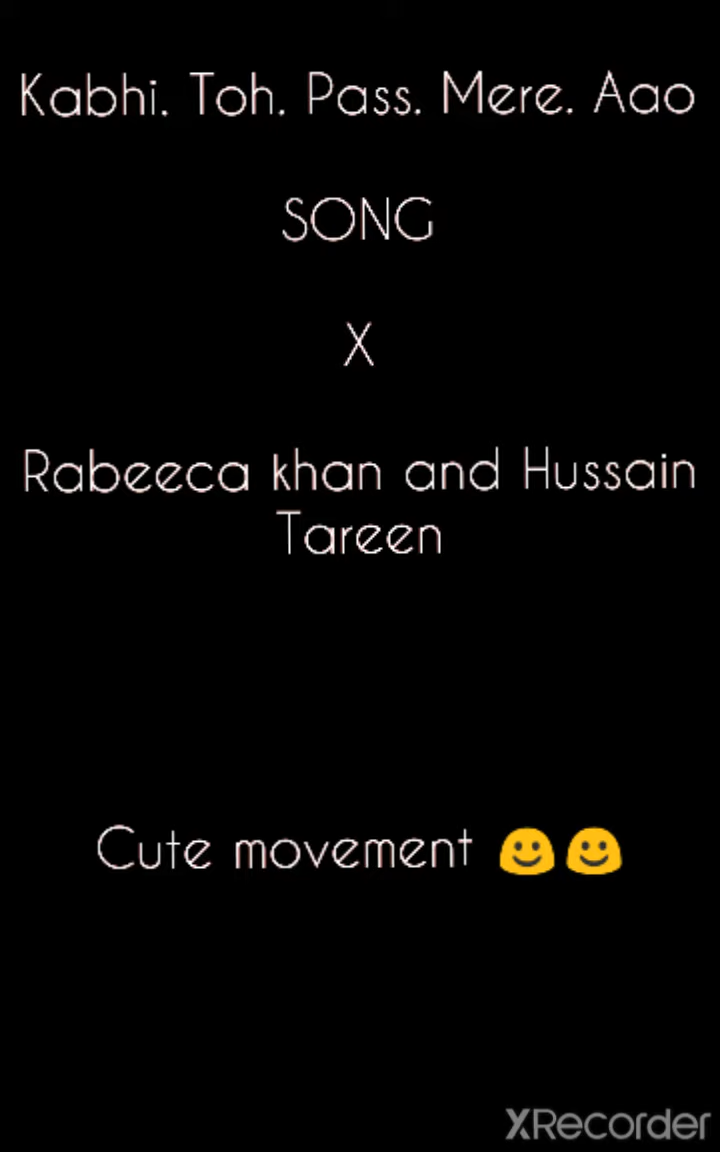 Kabhi. Toh. Pass. Mere. Aao
SONG
X
Rabeeca khan and Hussain
Tareen
Cute movement 🙂🙂
XRecorder